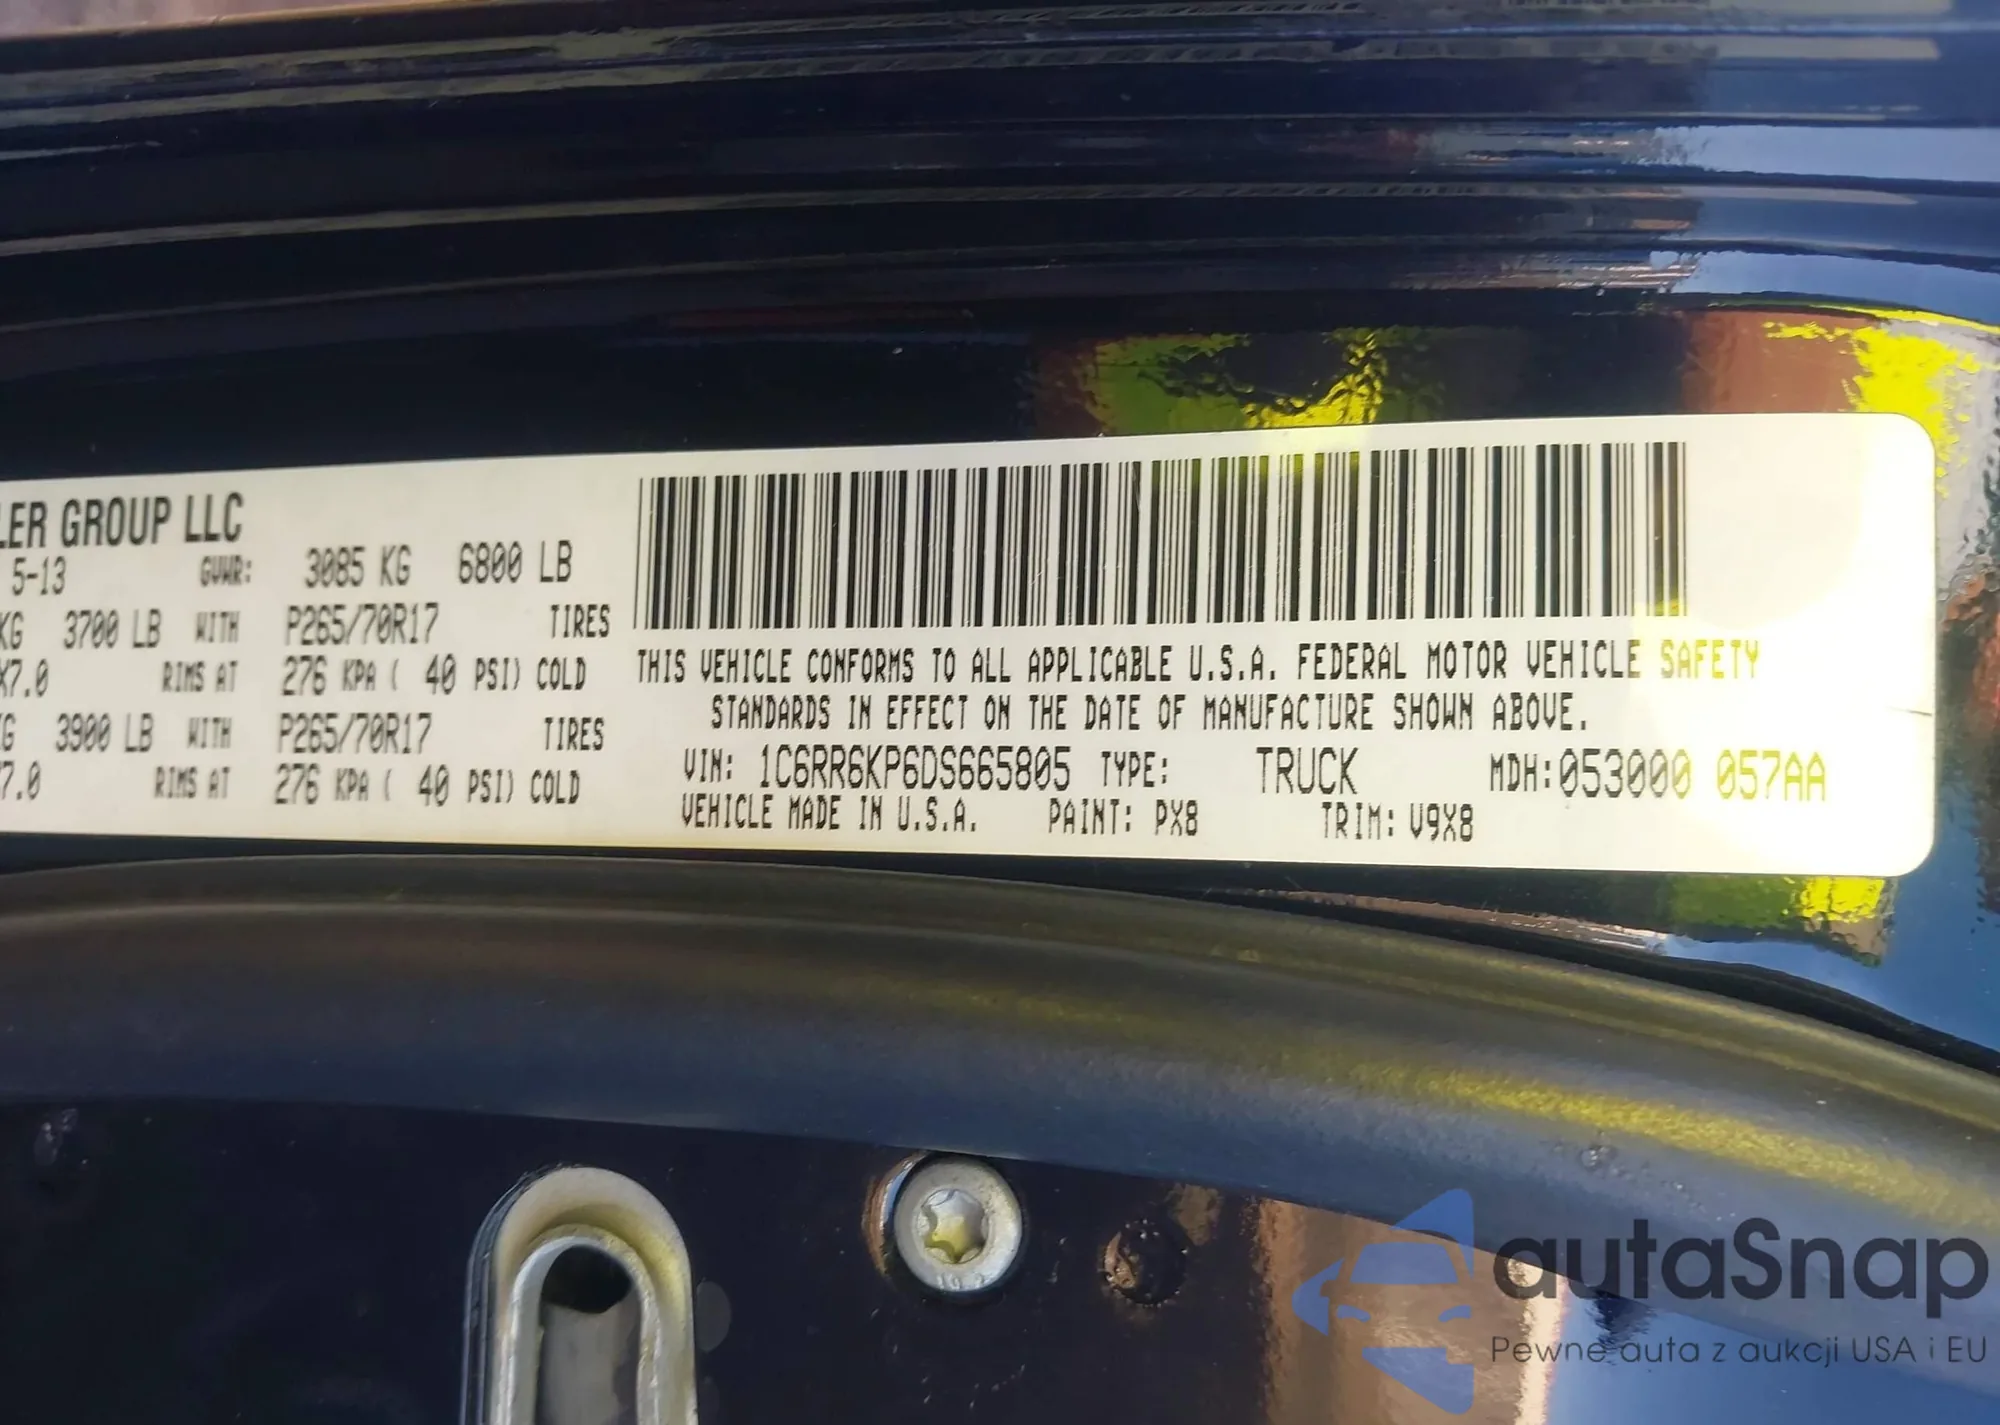 LER GROUP LLC
5-13 GVWR: 3085 KG 6800 LB
KG 3700 LB WITH P265/70R17 TIRES
X7.0 RIMS AT 276 KPA ( 40 PSI) COLD
G 3900 LB WITH P265/70R17 TIRES
7.0 RIMS AT 276 KPA ( 40 PSI) COLD
THIS VEHICLE CONFORMS TO ALL APPLICABLE U.S.A. FEDERAL MOTOR VEHICLE SAFETY
STANDARDS IN EFFECT ON THE DATE OF MANUFACTURE SHOWN ABOVE.
VIN: 1C6RR6KP6DS665805 TYPE: TRUCK MDH:053000 057AA
VEHICLE MADE IN U.S.A. PAINT: PX8 TRIM: V9X8
10.9
autaSnap
Pewne auta z aukcji USA i EU